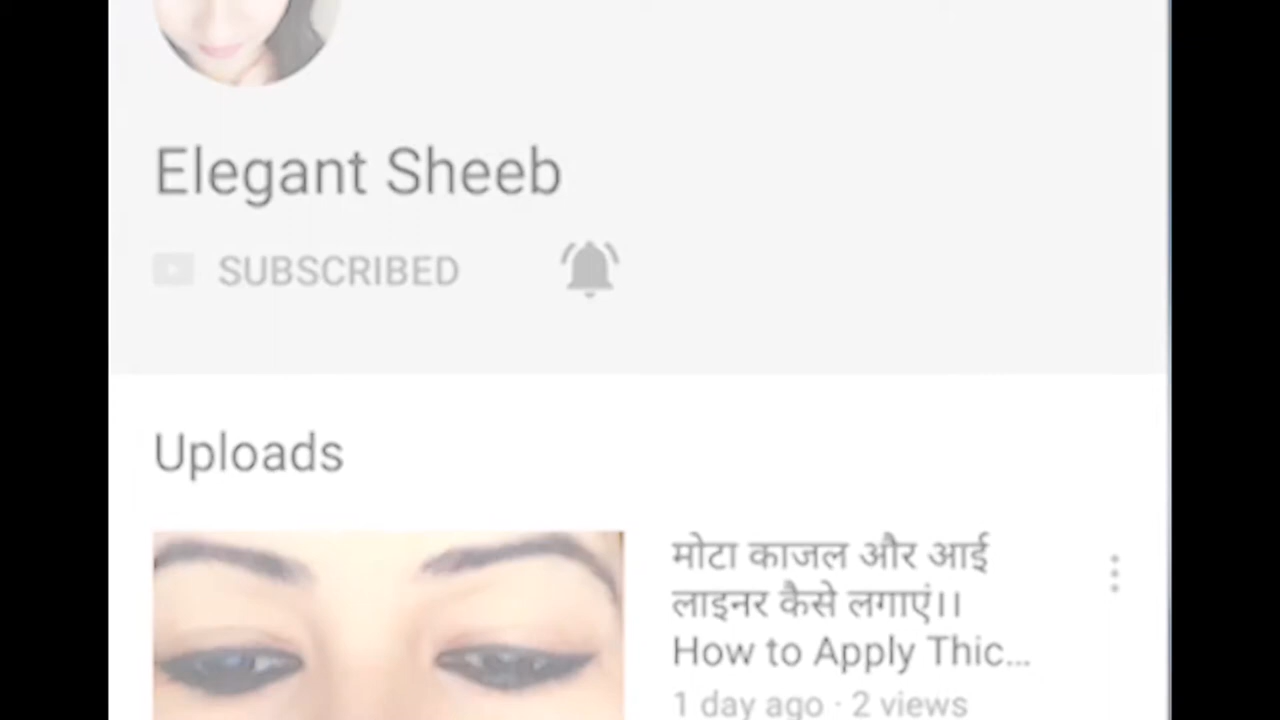 Elegant Sheeb
SUBSCRIBED
Uploads
मोटा काजल और आई
लाइनर कैसे लगाएं।।
How to Apply Thic...
1 day ago · 2 views